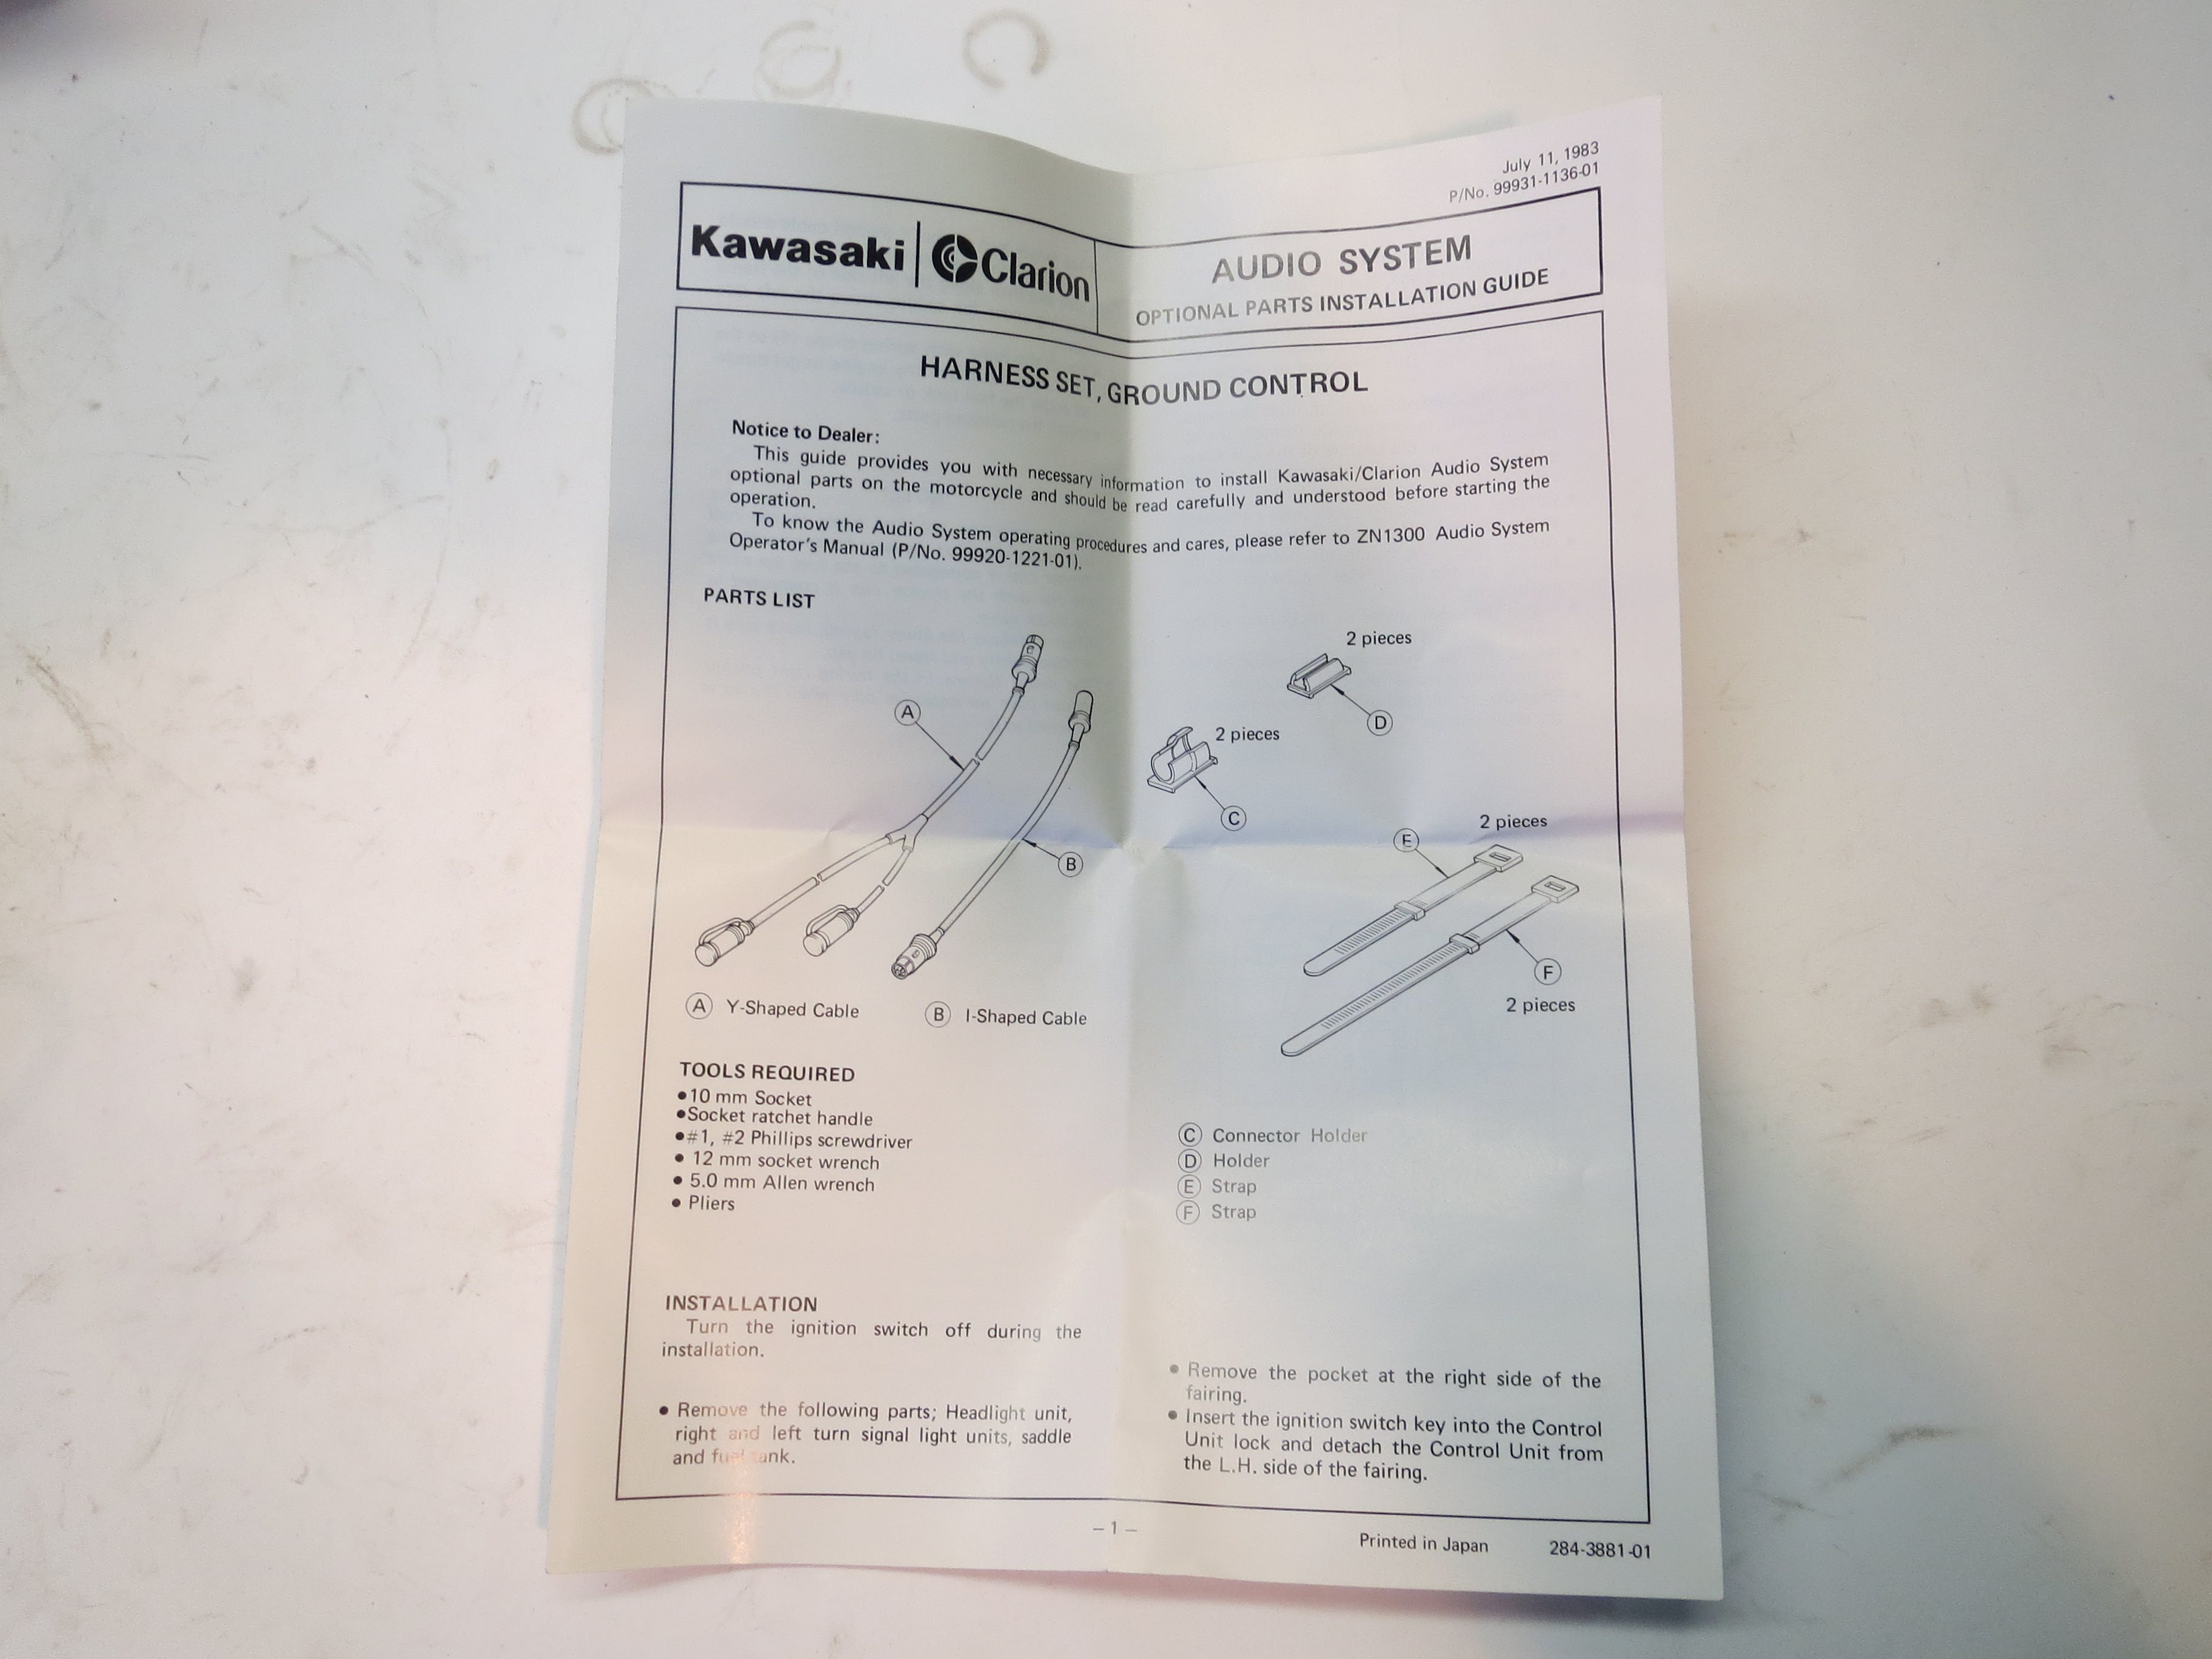 July 11, 1983
P/No. 99931-1136-01
Kawasaki Clarion
AUDIO SYSTEM
OPTIONAL PARTS INSTALLATION GUIDE
HARNESS SET, GROUND CONTROL
Notice to Dealer:
This guide provides you with necessary information to install Kawasaki/Clarion Audio System
optional parts on the motorcycle and should be read carefully and understood before starting the
operation.
To know the Audio System operating procedures and cares, please refer to ZN1300 Audio System
Operator's Manual (P/No. 99920-1221-01).
PARTS LIST
A
B
2 pieces
D
2 pieces
C
2 pieces
E
F
2 pieces
A Y-Shaped Cable
B I-Shaped Cable
TOOLS REQUIRED
●10 mm Socket
●Socket ratchet handle
●#1, #2 Phillips screwdriver
● 12 mm socket wrench
● 5.0 mm Allen wrench
● Pliers
C Connector Holder
D Holder
E Strap
F Strap
INSTALLATION
Turn the ignition switch off during the
installation.
● Remove the following parts; Headlight unit,
right and left turn signal light units, saddle
and fuel tank.
● Remove the pocket at the right side of the
fairing.
● Insert the ignition switch key into the Control
Unit lock and detach the Control Unit from
the L.H. side of the fairing.
– 1 –
Printed in Japan 284-3881-01